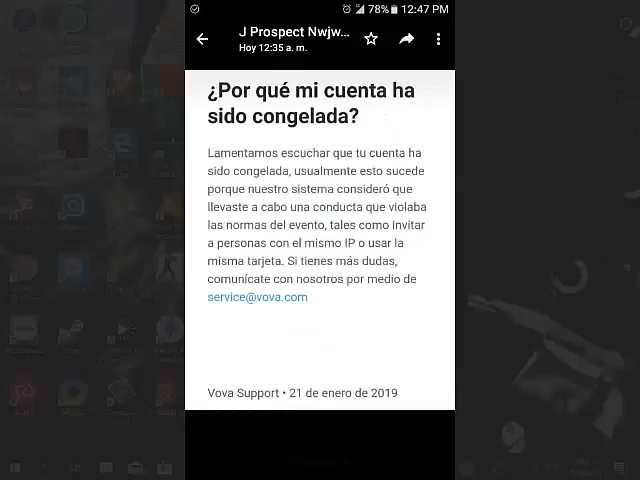 78% 12:47 PM
J Prospect Nwjw...
Hoy 12:35 a. m.
¿Por qué mi cuenta ha
sido congelada?
Lamentamos escuchar que tu cuenta ha
sido congelada, usualmente esto sucede
porque nuestro sistema consideró que
llevaste a cabo una conducta que violaba
las normas del evento, tales como invitar
a personas con el mismo IP o usar la
misma tarjeta. Si tienes más dudas,
comunícate con nosotros por medio de
service@vova.com
Vova Support • 21 de enero de 2019